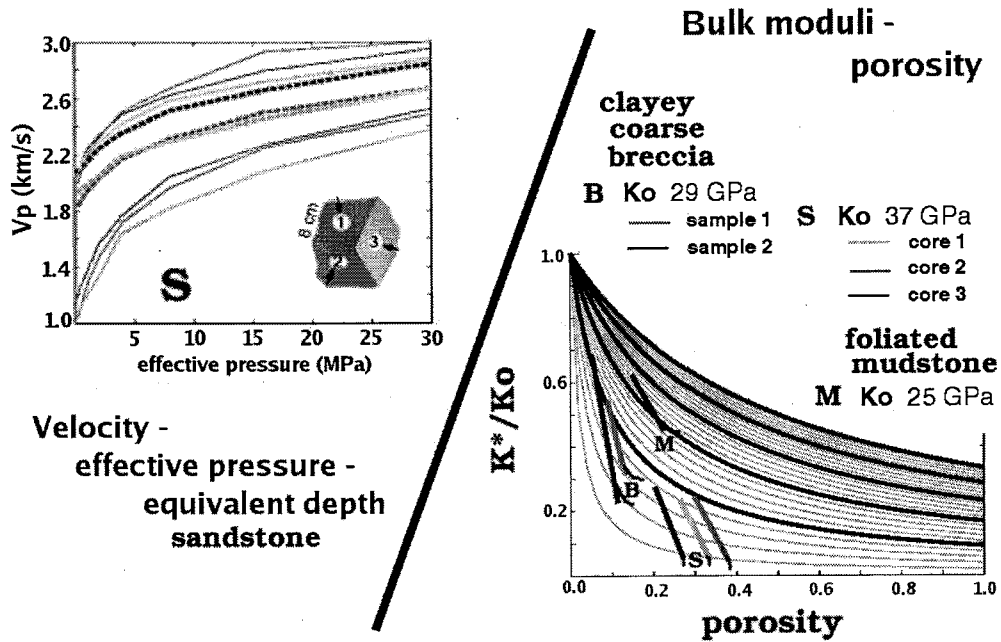 Bulk moduli -
porosity
3.0
2.6
2.2
1.8
1.4
1.0
Vp (km/s)
8 cm
1
2
3
S
5
10
15
20
25
30
effective pressure (MPa)
Velocity -
effective pressure -
equivalent depth
sandstone
clayey
coarse
breccia
B Ko 29 GPa
sample 1
sample 2
S Ko 37 GPa
core 1
core 2
core 3
foliated
mudstone
M Ko 25 GPa
1.0
0.6
0.2
K*/Ko
M
B
S
0.0
0.2
0.4
0.6
0.8
1.0
porosity